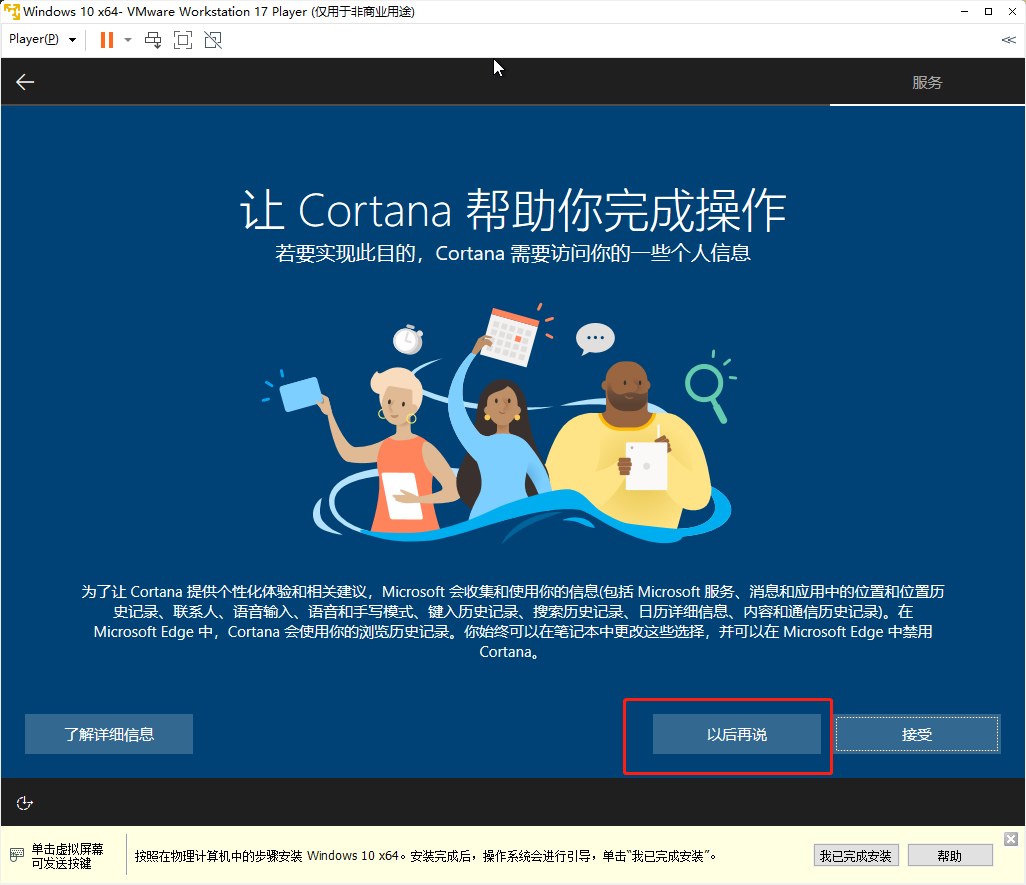 Windows 10 x64- VMware Workstation 17 Player (仅用于非商业用途)
Player(P)
服务
让 Cortana 帮助你完成操作
若要实现此目的，Cortana 需要访问你的一些个人信息
为了让 Cortana 提供个性化体验和相关建议，Microsoft 会收集和使用你的信息(包括 Microsoft 服务、消息和应用中的位置和位置历
史记录、联系人、语音输入、语音和手写模式、键入历史记录、搜索历史记录、日历详细信息、内容和通信历史记录)。在
Microsoft Edge 中，Cortana 会使用你的浏览历史记录。你始终可以在笔记本中更改这些选择，并可以在 Microsoft Edge 中禁用
Cortana。
了解详细信息
以后再说
接受
单击虚拟屏幕
可发送按键
按照在物理计算机中的步骤安装 Windows 10 x64。安装完成后，操作系统会进行引导，单击“我已完成安装”。
我已完成安装
帮助